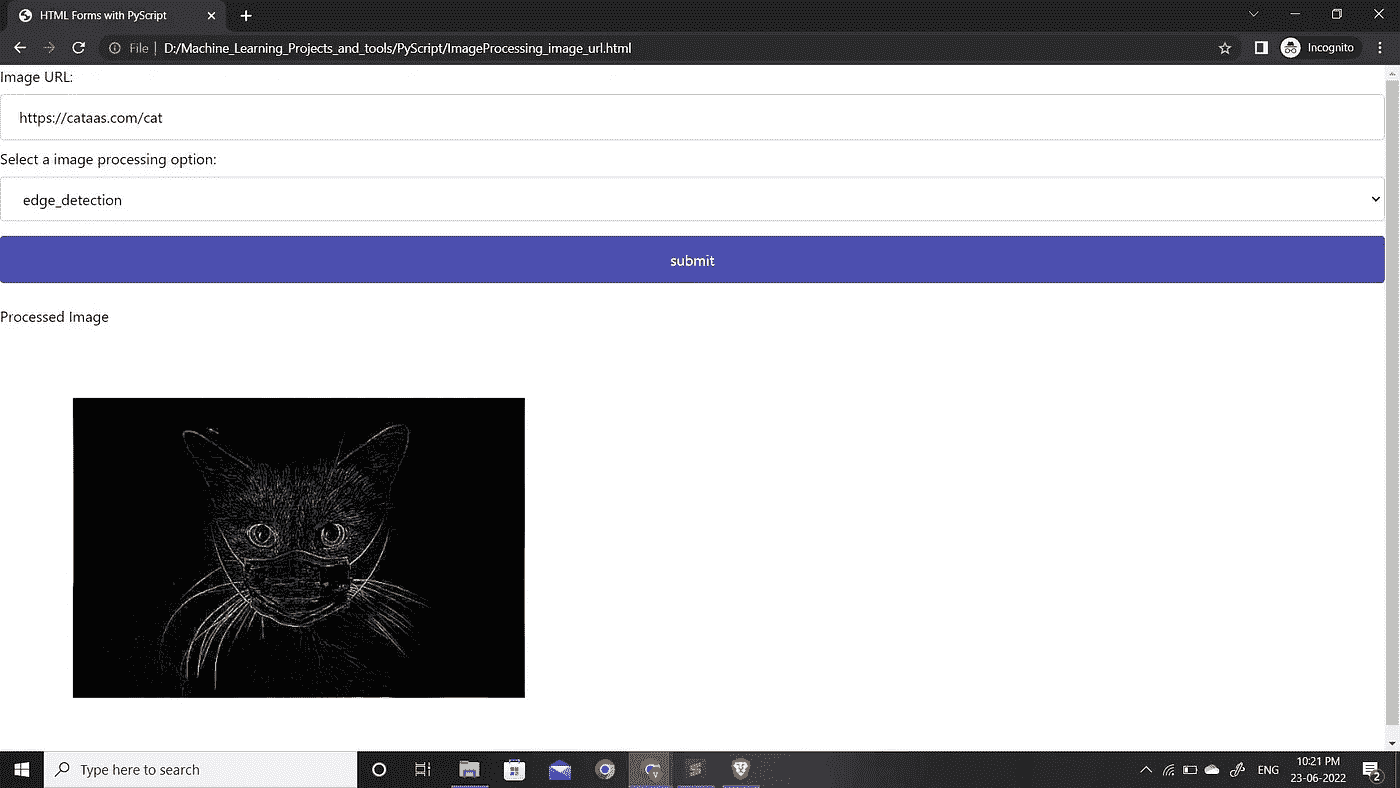 HTML Forms with PyScript
File | D:/Machine_Learning_Projects_and_tools/PyScript/ImageProcessing_image_url.html
Incognito
Image URL:
https://cataas.com/cat
Select a image processing option:
edge_detection
submit
Processed Image
Type here to search
ENG
10:21 PM
23-06-2022
2